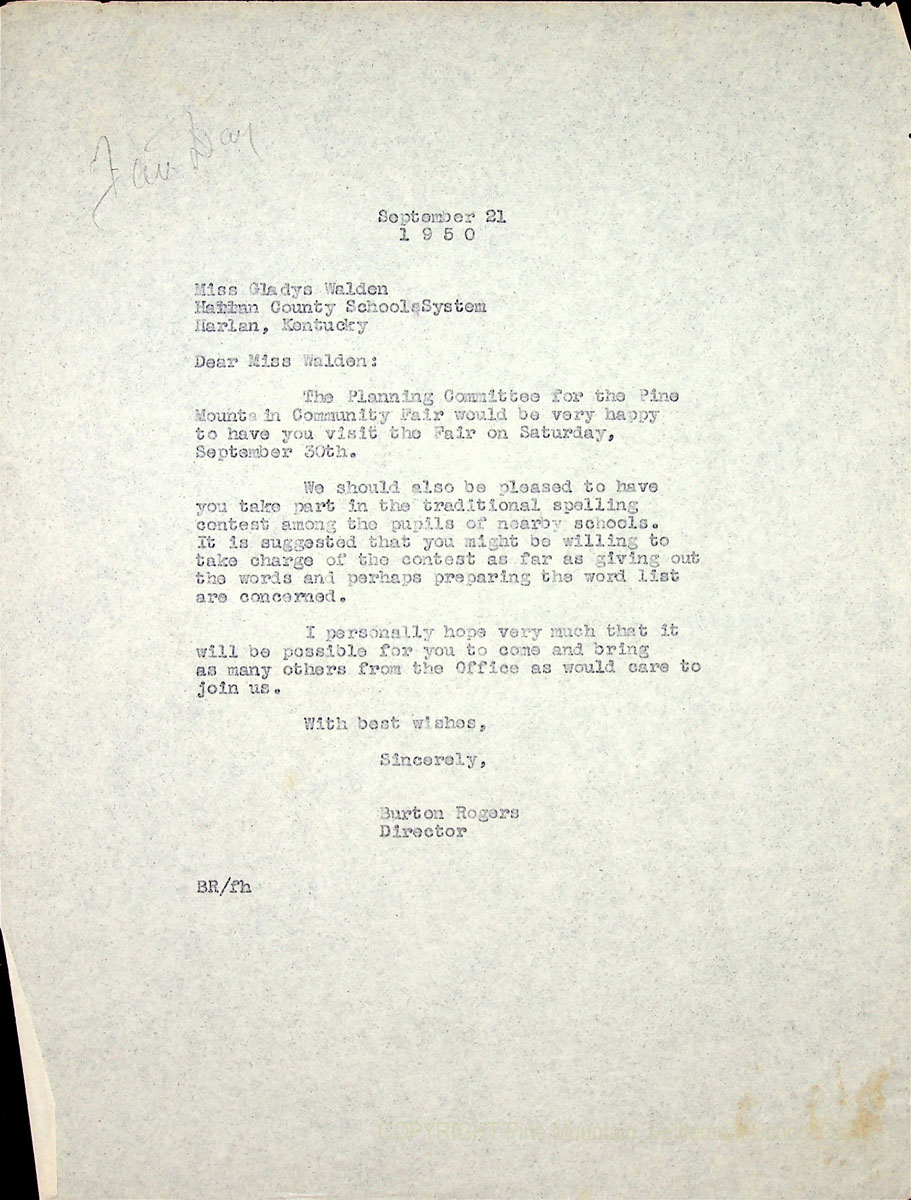 Fair Day
September 21
1 9 5 0
Miss Gladys Walden
Harlan County Schools System
Harlan, Kentucky
Dear Miss Walden:
The Planning Committee for the Pine
Mountain Community Fair would be very happy
to have you visit the Fair on Saturday,
September 30th.
We should also be pleased to have
you take part in the traditional spelling
contest among the pupils of nearby schools.
It is suggested that you might be willing to
take charge of the contest as far as giving out
the words and perhaps preparing the word list
are concerned.
I personally hope very much that it
will be possible for you to come and bring
as many others from the Office as would care to
join us.
With best wishes,
Sincerely,
Burton Rogers
Director
BR/fh
COPYRIGHT Pine Mountain Settlement School